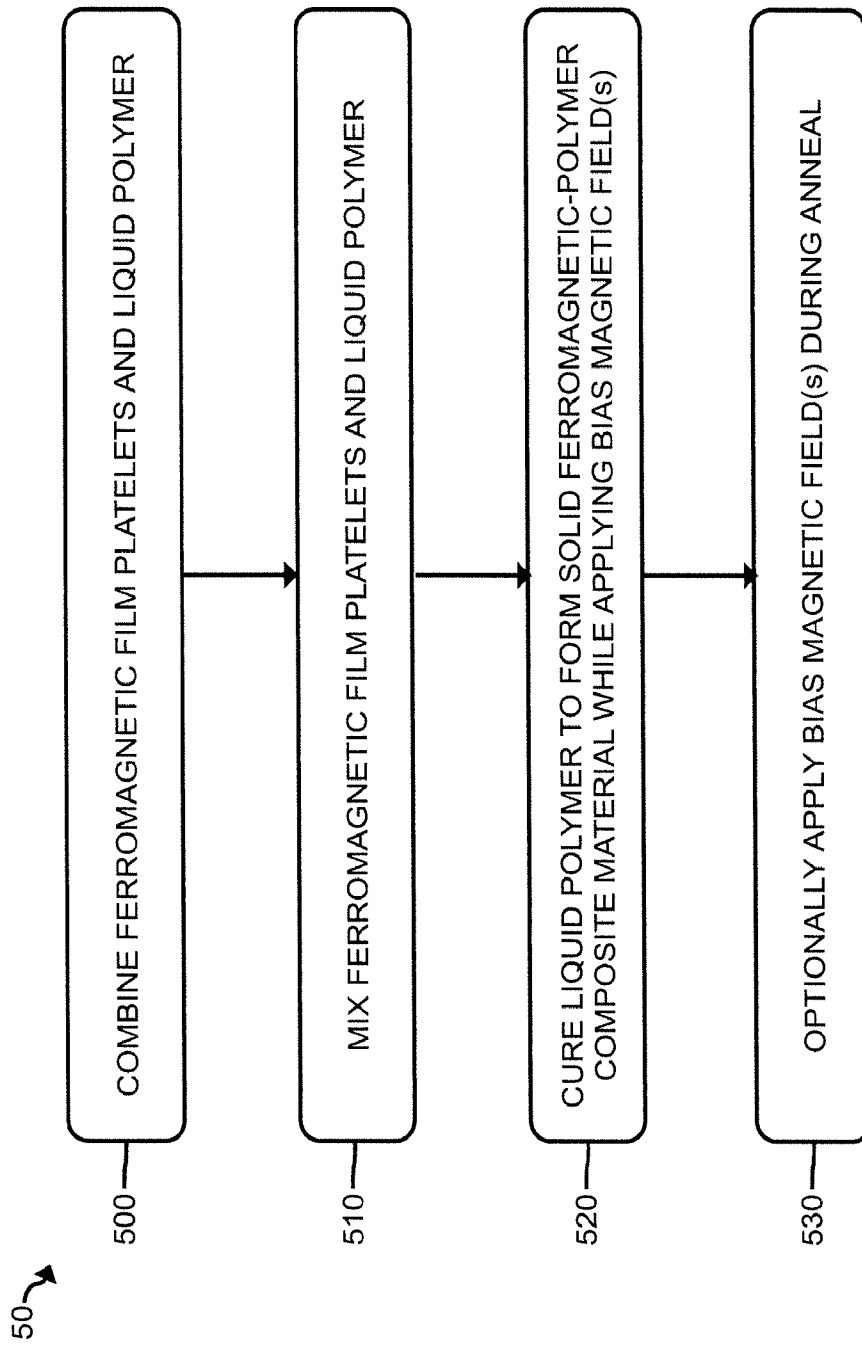 50
500
COMBINE FERROMAGNETIC FILM PLATELETS AND LIQUID POLYMER
510
MIX FERROMAGNETIC FILM PLATELETS AND LIQUID POLYMER
520
CURE LIQUID POLYMER TO FORM SOLID FERROMAGNETIC-POLYMER
COMPOSITE MATERIAL WHILE APPLYING BIAS MAGNETIC FIELD(s)
530
OPTIONALLY APPLY BIAS MAGNETIC FIELD(s) DURING ANNEAL